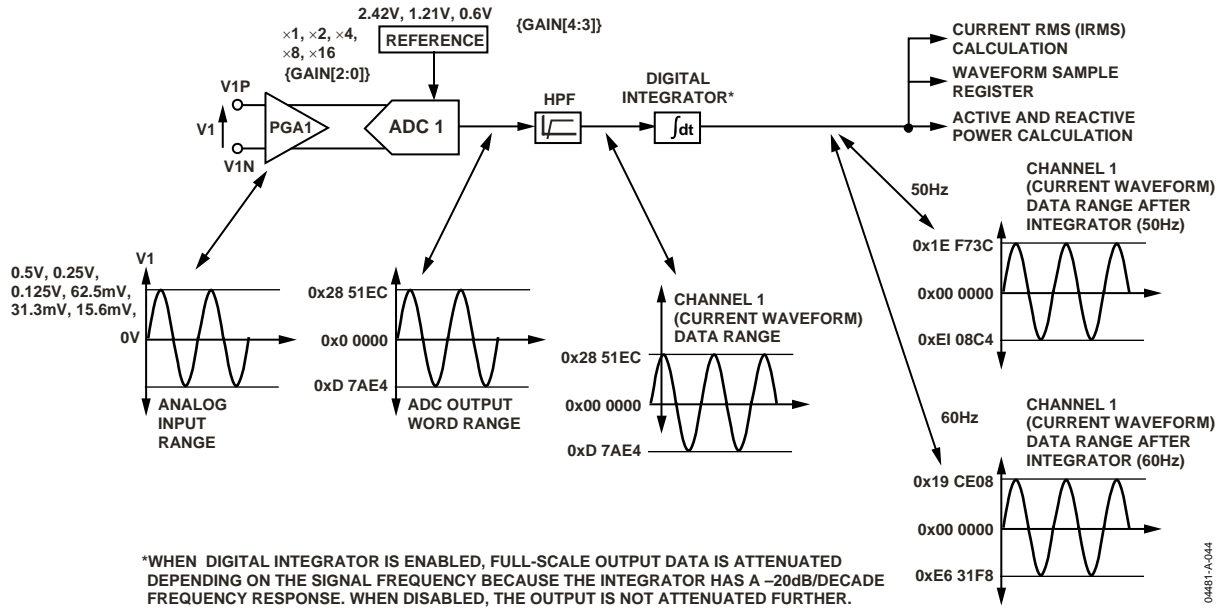 2.42V, 1.21V, 0.6V
{GAIN[4:3]}
×1, ×2, ×4,
×8, ×16
{GAIN[2:0]}
REFERENCE
V1P
V1
V1N
PGA1
ADC 1
HPF
DIGITAL
INTEGRATOR*
∫dt
CURRENT RMS (IRMS)
CALCULATION
WAVEFORM SAMPLE
REGISTER
ACTIVE AND REACTIVE
POWER CALCULATION
50Hz
CHANNEL 1
(CURRENT WAVEFORM)
DATA RANGE AFTER
INTEGRATOR (50Hz)
0x1E F73C
0x00 0000
0xEI 08C4
V1
0.5V, 0.25V,
0.125V, 62.5mV,
31.3mV, 15.6mV,
0V
ANALOG
INPUT
RANGE
0x28 51EC
0x0 0000
0xD 7AE4
ADC OUTPUT
WORD RANGE
CHANNEL 1
(CURRENT WAVEFORM)
DATA RANGE
0x28 51EC
0x00 0000
0xD 7AE4
60Hz
CHANNEL 1
(CURRENT WAVEFORM)
DATA RANGE AFTER
INTEGRATOR (60Hz)
0x19 CE08
0x00 0000
0xE6 31F8
*WHEN DIGITAL INTEGRATOR IS ENABLED, FULL-SCALE OUTPUT DATA IS ATTENUATED
DEPENDING ON THE SIGNAL FREQUENCY BECAUSE THE INTEGRATOR HAS A –20dB/DECADE
FREQUENCY RESPONSE. WHEN DISABLED, THE OUTPUT IS NOT ATTENUATED FURTHER.
04481-A-044